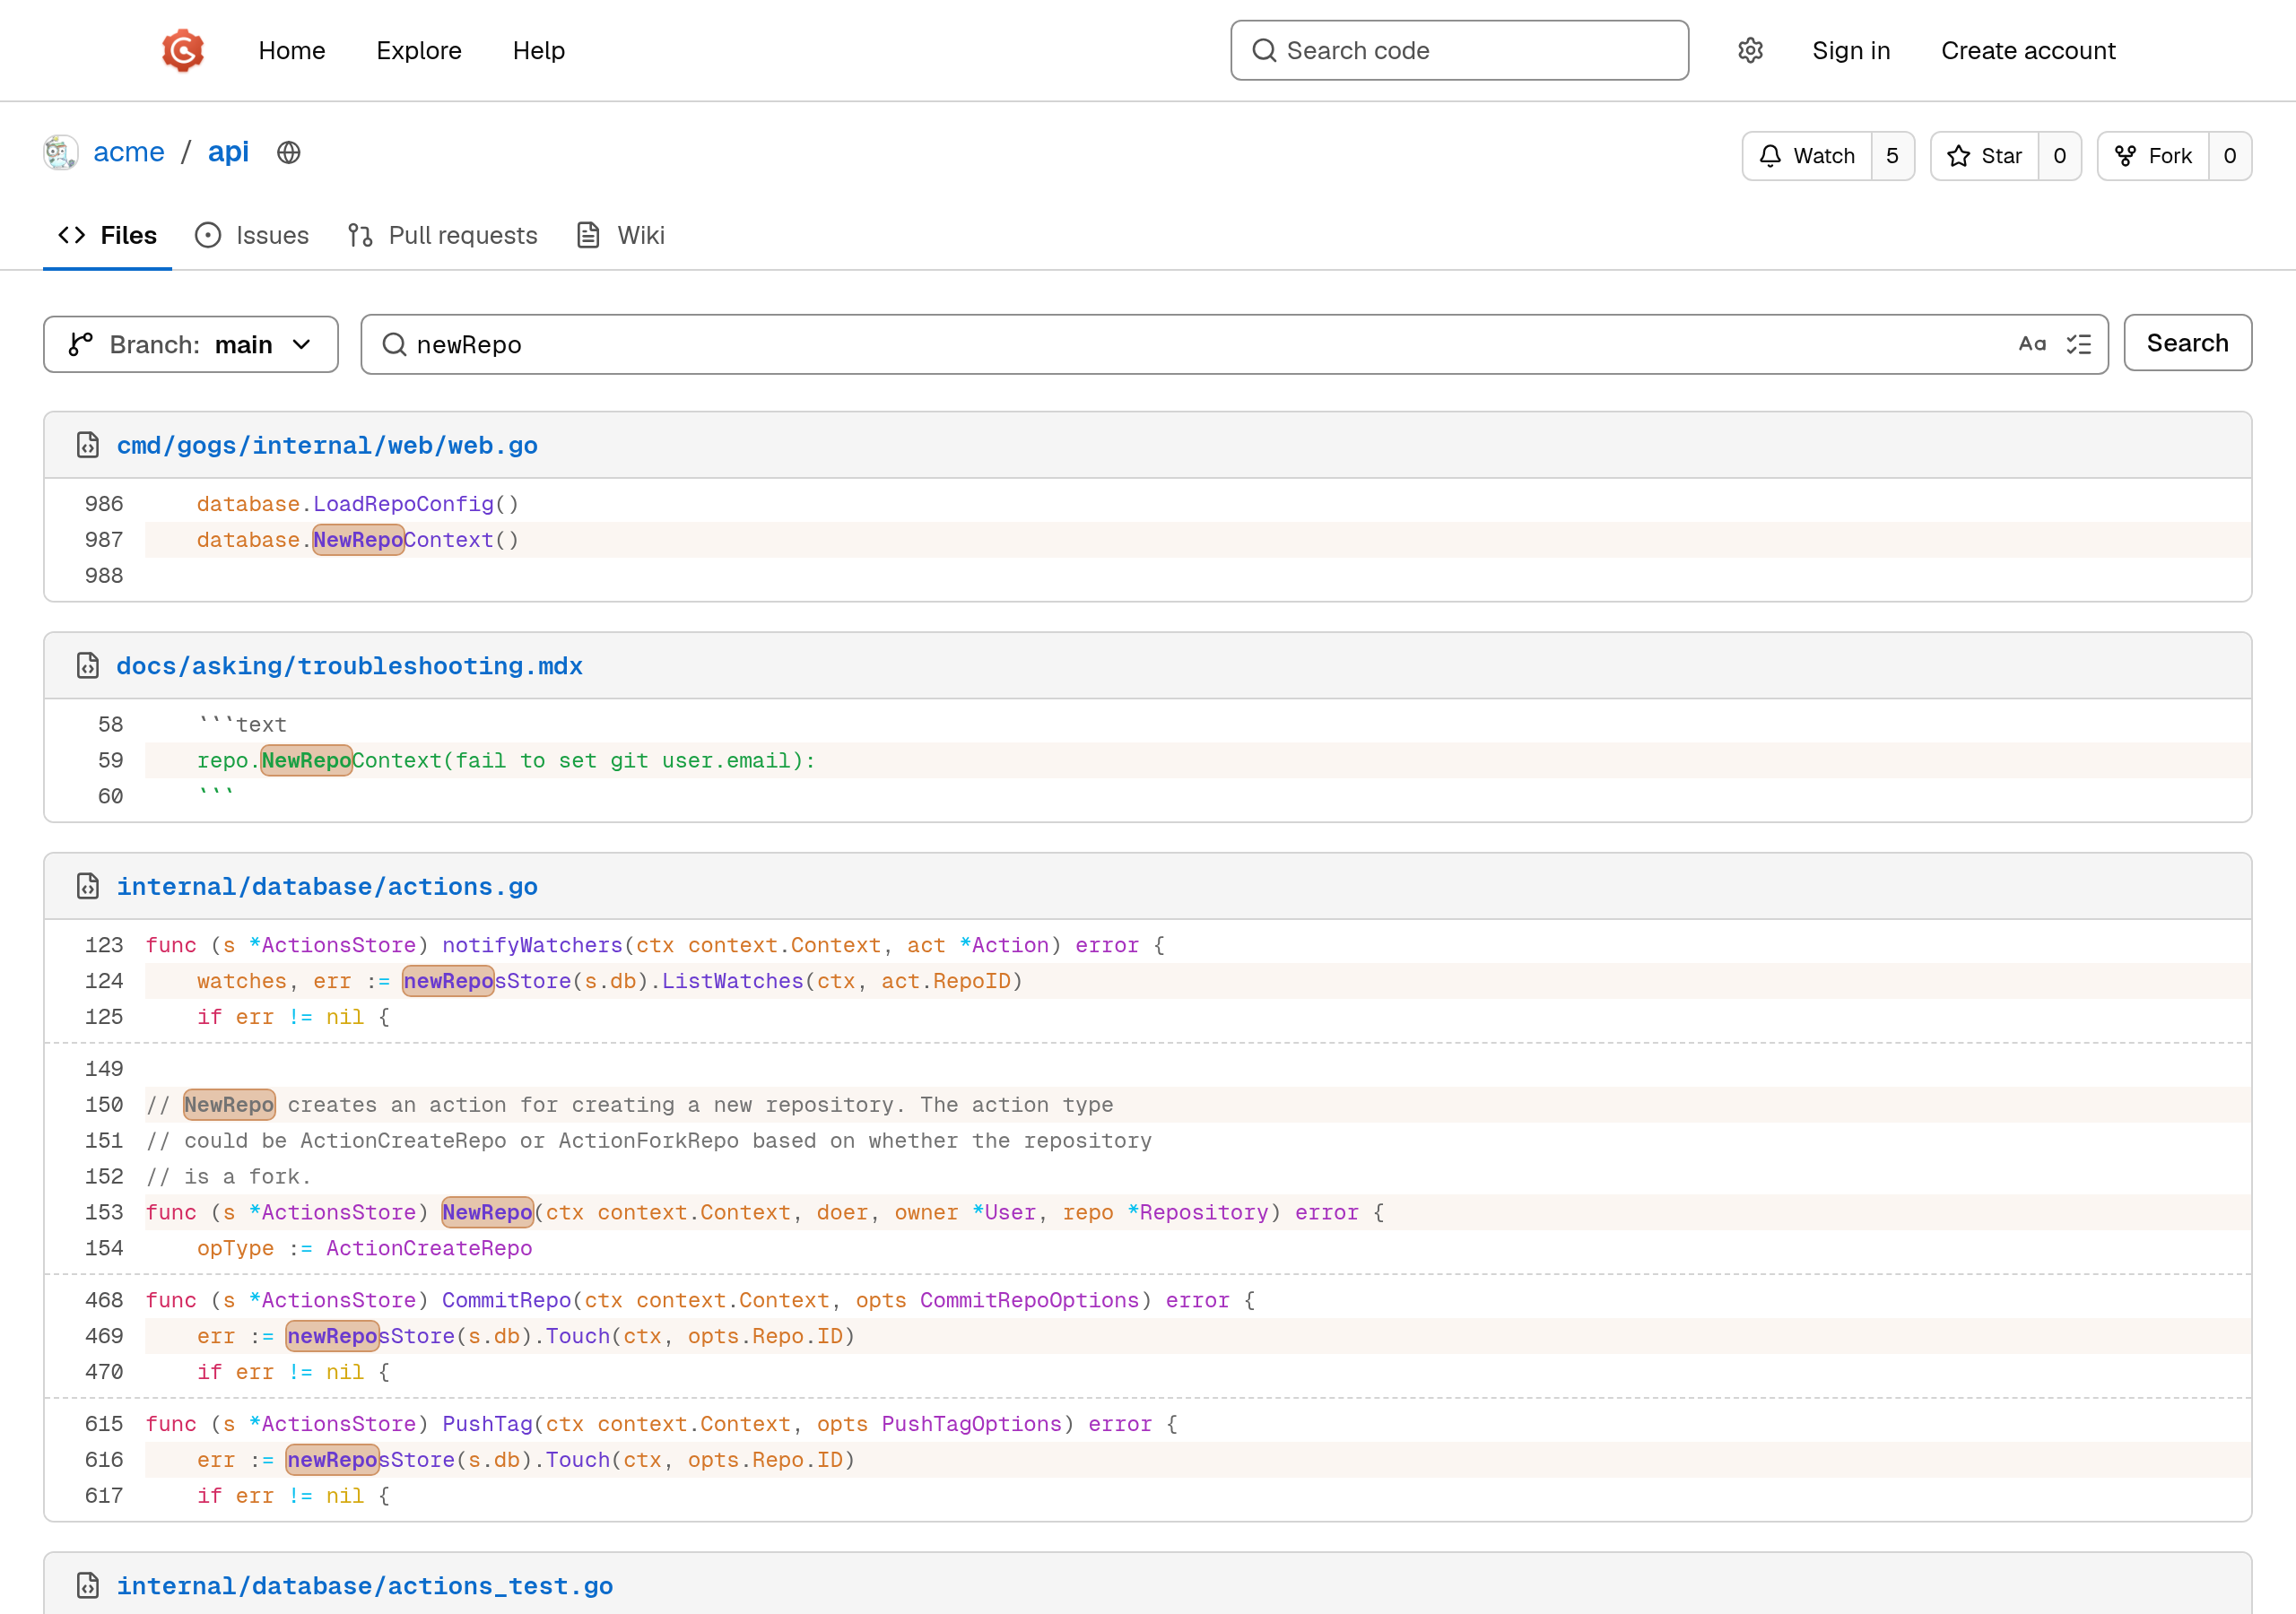 Home Explore Help Search code Sign in Create account
acme / api Watch 5 Star 0 Fork 0
Files Issues Pull requests Wiki
Branch: main newRepo Aa Search
cmd/gogs/internal/web/web.go
986 database.LoadRepoConfig()
987 database.NewRepoContext()
988
docs/asking/troubleshooting.mdx
58 ```text
59 repo.NewRepoContext(fail to set git user.email):
60 ```
internal/database/actions.go
123 func (s *ActionsStore) notifyWatchers(ctx context.Context, act *Action) error {
124 watches, err := newReposStore(s.db).ListWatches(ctx, act.RepoID)
125 if err != nil {
149
150 // NewRepo creates an action for creating a new repository. The action type
151 // could be ActionCreateRepo or ActionForkRepo based on whether the repository
152 // is a fork.
153 func (s *ActionsStore) NewRepo(ctx context.Context, doer, owner *User, repo *Repository) error {
154 opType := ActionCreateRepo
468 func (s *ActionsStore) CommitRepo(ctx context.Context, opts CommitRepoOptions) error {
469 err := newReposStore(s.db).Touch(ctx, opts.Repo.ID)
470 if err != nil {
615 func (s *ActionsStore) PushTag(ctx context.Context, opts PushTagOptions) error {
616 err := newReposStore(s.db).Touch(ctx, opts.Repo.ID)
617 if err != nil {
internal/database/actions_test.go